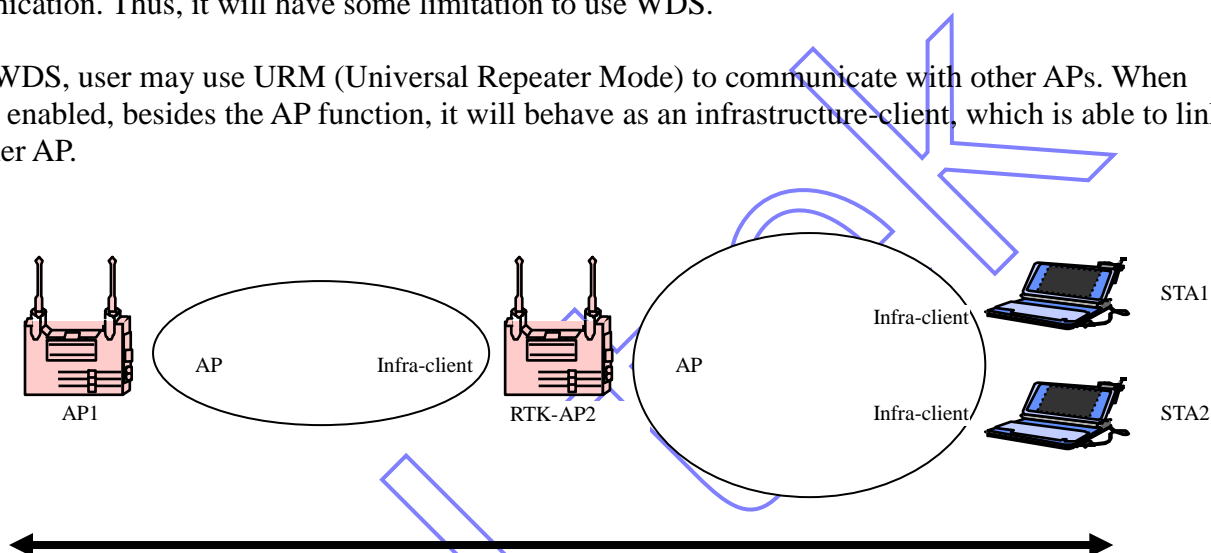 nication. Thus, it will have some limitation to use WDS.
WDS, user may use URM (Universal Repeater Mode) to communicate with other APs. When
enabled, besides the AP function, it will behave as an infrastructure-client, which is able to lin
er AP.
STA1
Infra-client
AP
Infra-client
AP
AP1
RTK-AP2
Infra-client
STA2